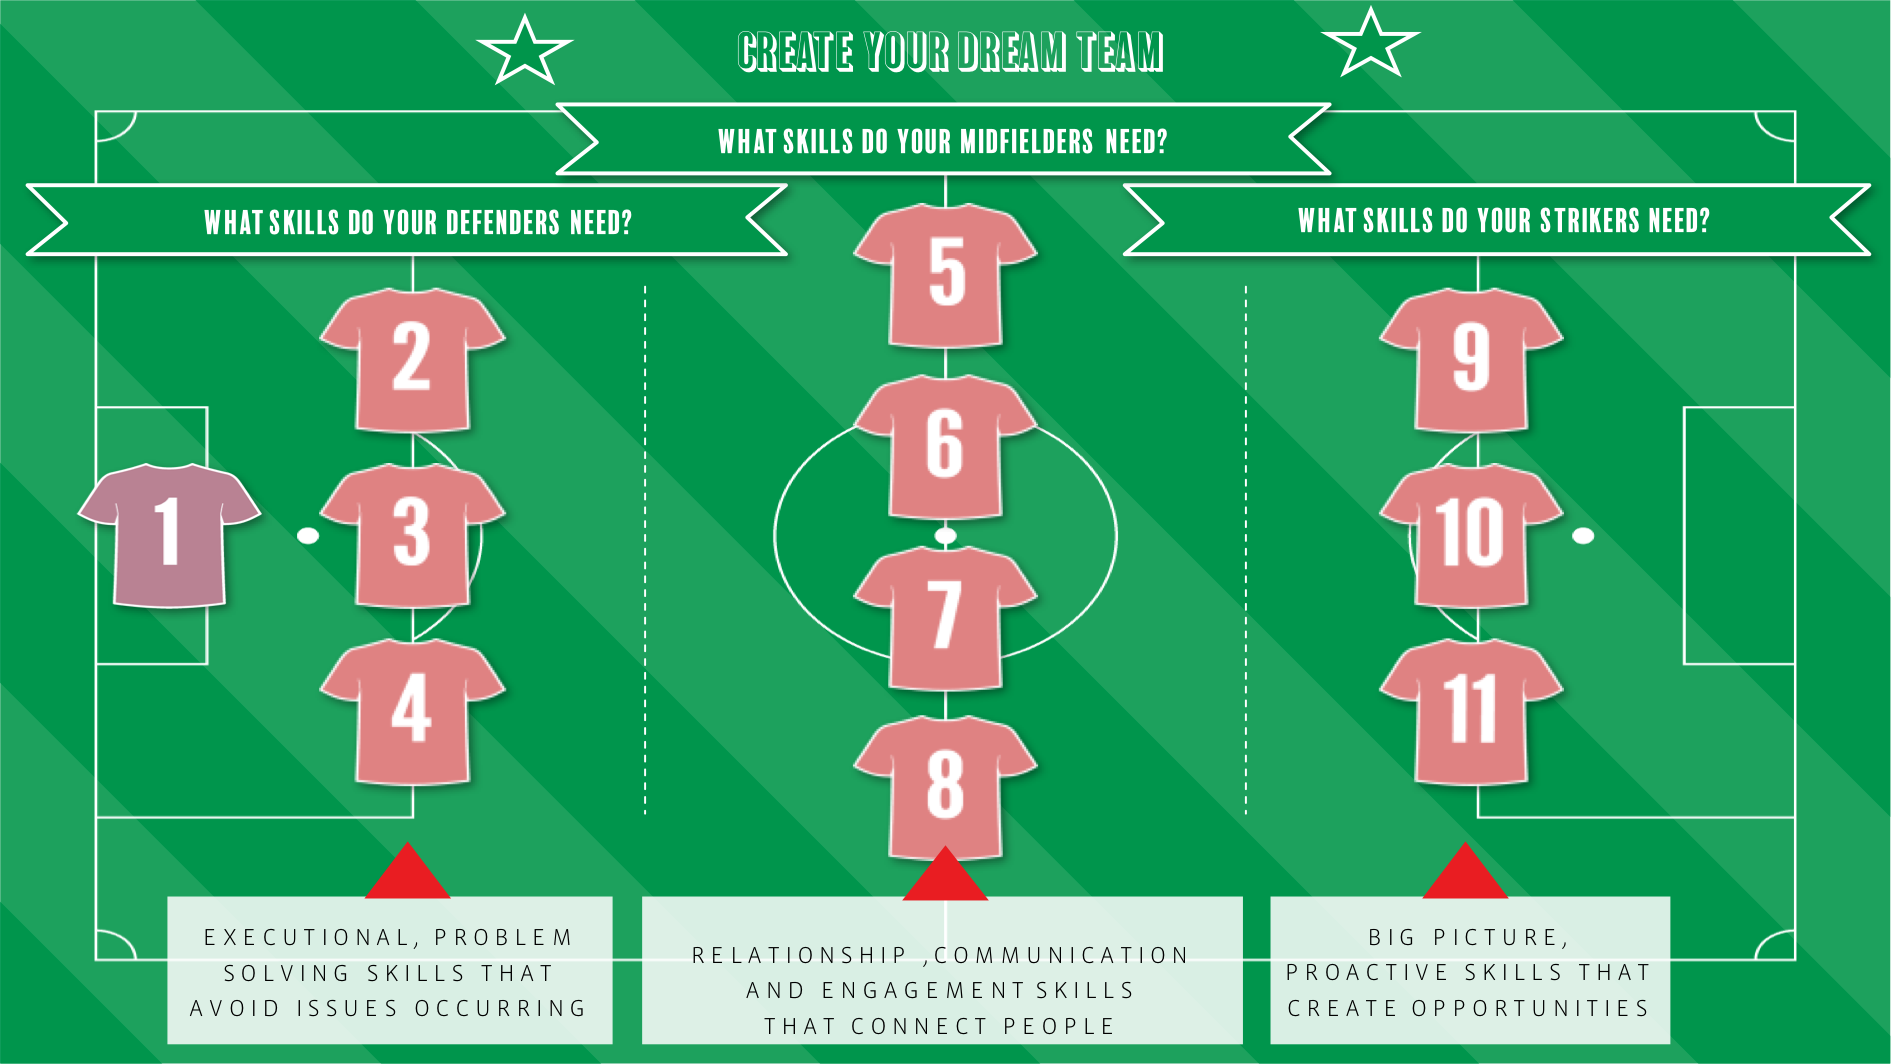 CREATE YOUR DREAM TEAM
WHAT SKILLS DO YOUR MIDFIELDERS NEED?
WHAT SKILLS DO YOUR DEFENDERS NEED?
WHAT SKILLS DO YOUR STRIKERS NEED?
5
2
9
6
1
3
10
7
4
11
8
EXECUTIONAL, PROBLEM
SOLVING SKILLS THAT
AVOID ISSUES OCCURRING
RELATIONSHIP ,COMMUNICATION
AND ENGAGEMENT SKILLS
THAT CONNECT PEOPLE
BIG PICTURE,
PROACTIVE SKILLS THAT
CREATE OPPORTUNITIES